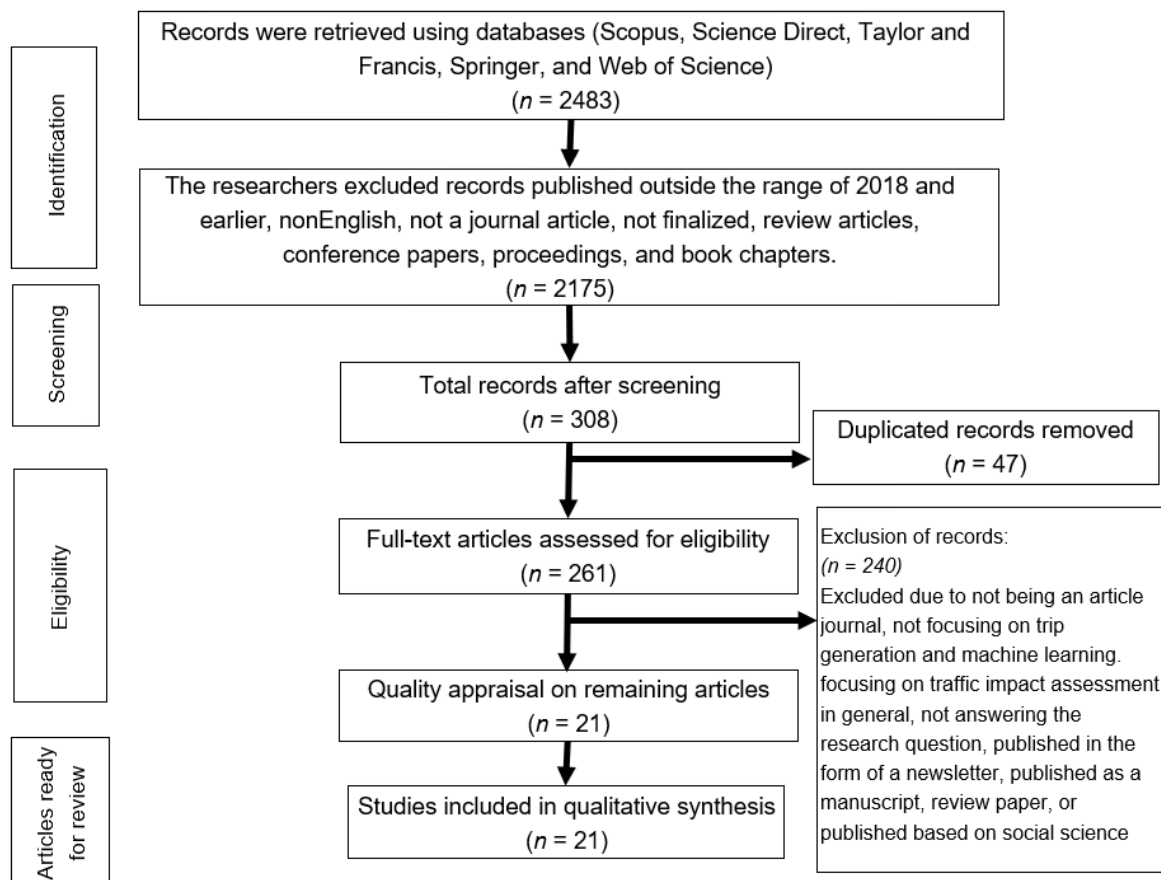 Identification
Records were retrieved using databases (Scopus, Science Direct, Taylor and
Francis, Springer, and Web of Science)
(n = 2483)
The researchers excluded records published outside the range of 2018 and
earlier, nonEnglish, not a journal article, not finalized, review articles,
conference papers, proceedings, and book chapters.
(n = 2175)
Screening
Total records after screening
(n = 308)
Duplicated records removed
(n = 47)
Eligibility
Full-text articles assessed for eligibility
(n = 261)
Exclusion of records:
(n = 240)
Excluded due to not being an article
journal, not focusing on trip
generation and machine learning.
focusing on traffic impact assessment
in general, not answering the
research question, published in the
form of a newsletter, published as a
manuscript, review paper, or
published based on social science
Quality appraisal on remaining articles
(n = 21)
Articles ready
for review
Studies included in qualitative synthesis
(n = 21)